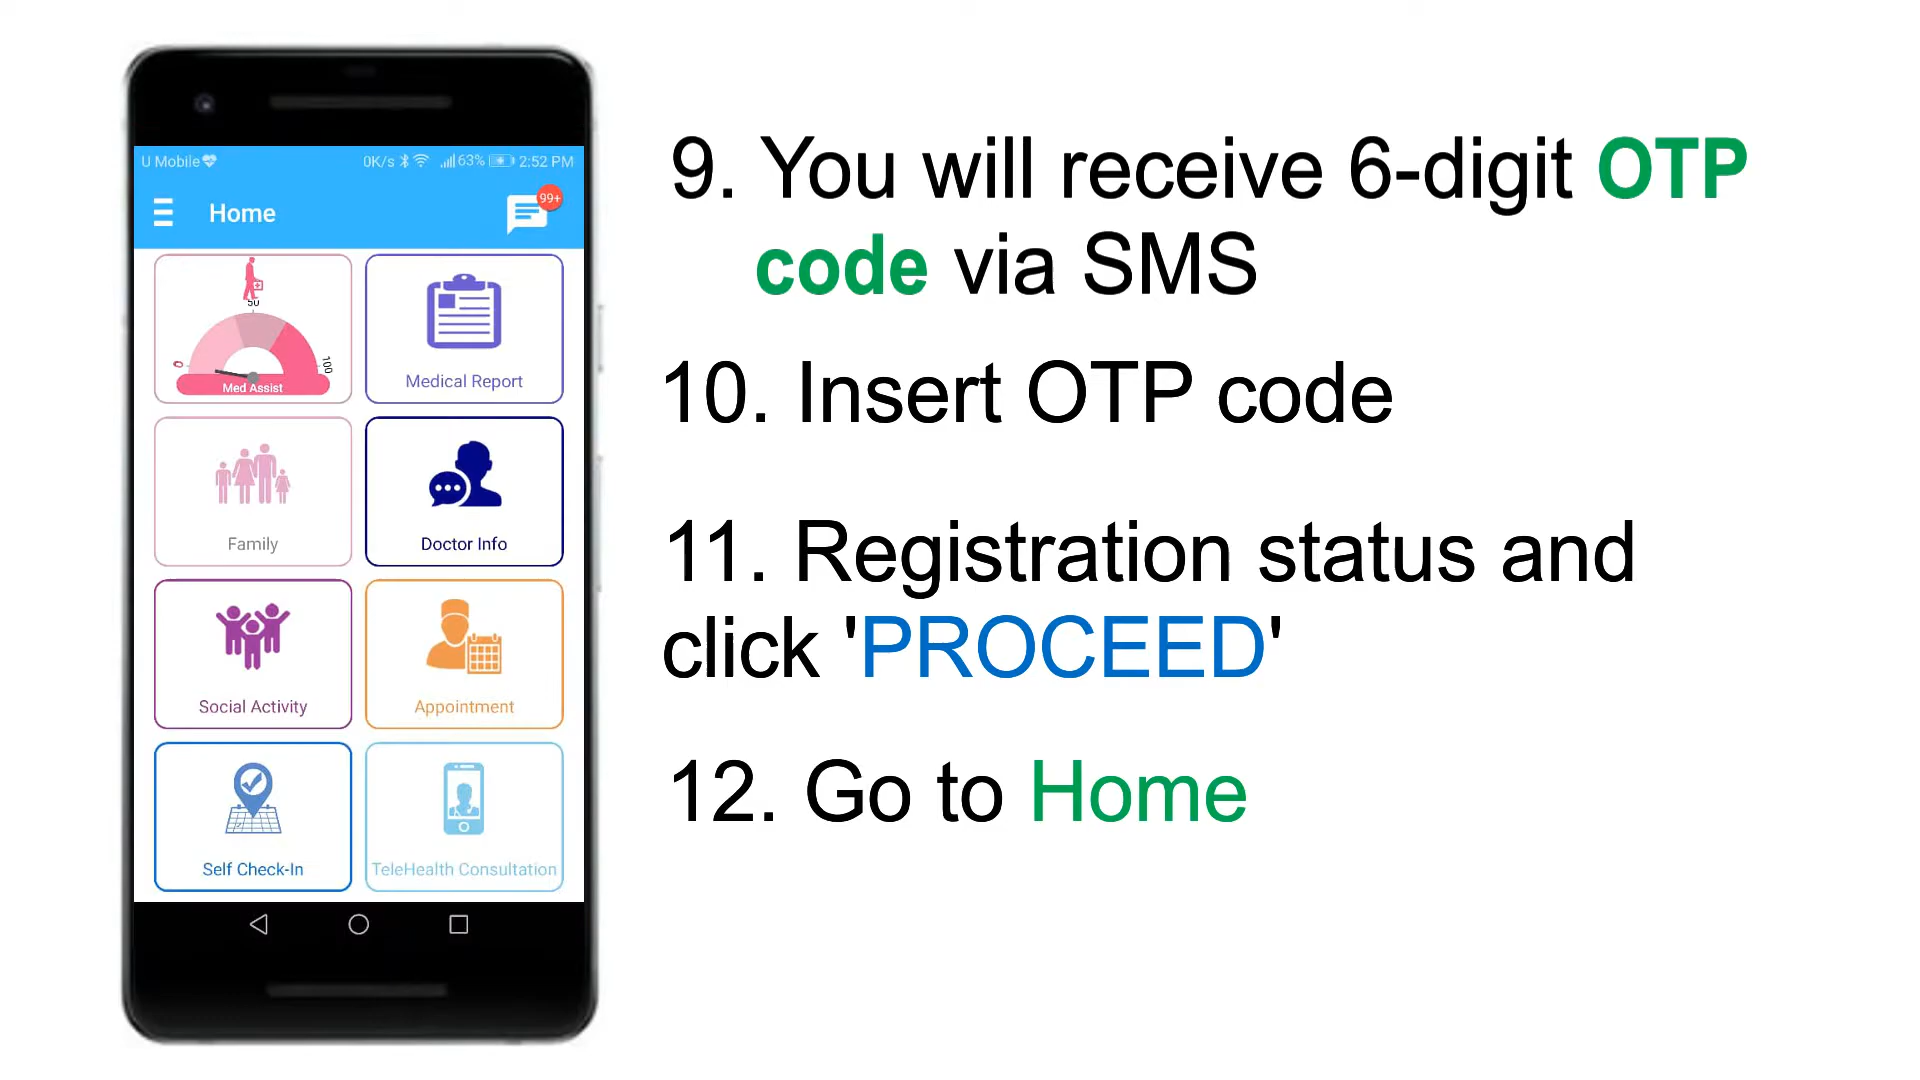 U Mobile
0K/s 63% 2:52 PM
Home
99+
50
0
100
Med Assist
Medical Report
Family
Doctor Info
Social Activity
Appointment
Self Check-In
TeleHealth Consultation
9. You will receive 6-digit OTP
code via SMS
10. Insert OTP code
11. Registration status and
click 'PROCEED'
12. Go to Home